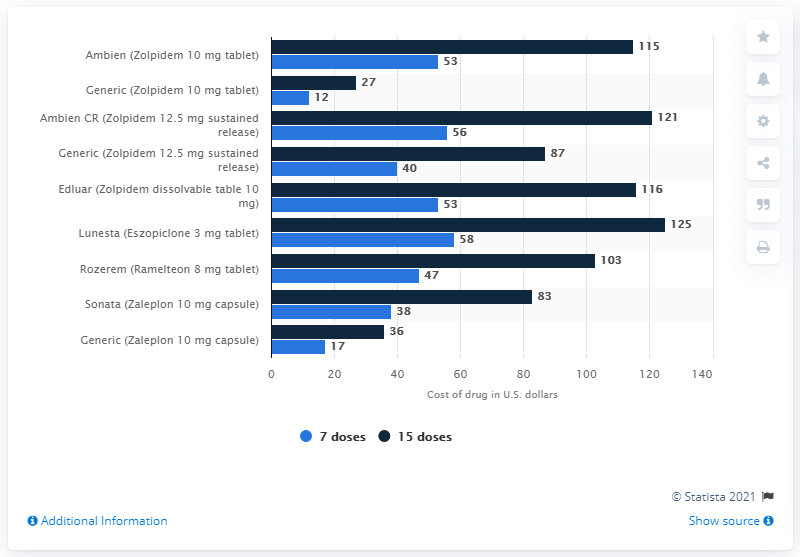 Ambien (Zolpidem 10 mg tablet)
115
53
Generic (Zolpidem 10 mg tablet)
27
12
Ambien CR (Zolpidem 12.5 mg sustained
release)
121
56
Generic (Zolpidem 12.5 mg sustained
release)
87
40
Edluar (Zolpidem dissolvable table 10
mg)
116
53
Lunesta (Eszopiclone 3 mg tablet)
125
58
Rozerem (Ramelteon 8 mg tablet)
103
47
Sonata (Zaleplon 10 mg capsule)
83
38
Generic (Zaleplon 10 mg capsule)
36
17
0 20 40 60 80 100 120 140
Cost of drug in U.S. dollars
7 doses 15 doses
© Statista 2021
Additional Information
Show source